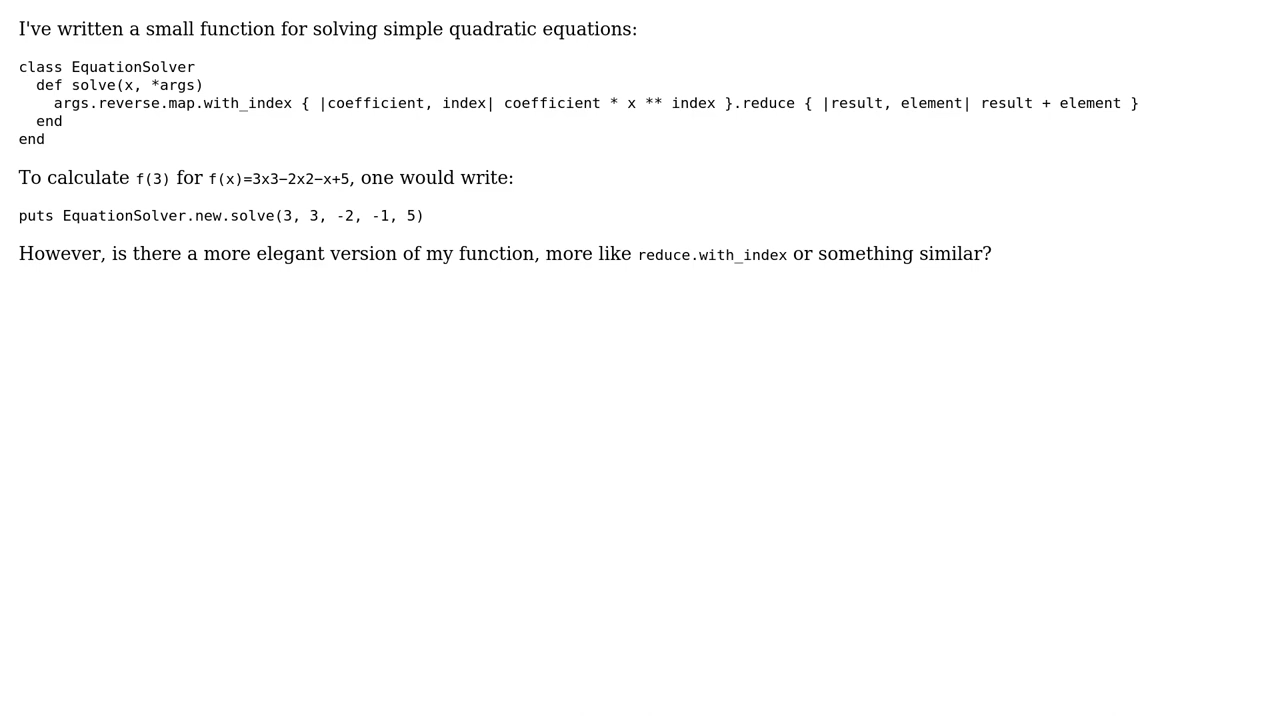 I've written a small function for solving simple quadratic equations:
class EquationSolver
  def solve(x, *args)
    args.reverse.map.with_index { |coefficient, index| coefficient * x ** index }.reduce { |result, element| result + element }
  end
end
To calculate f(3) for f(x)=3x3−2x2−x+5, one would write:
puts EquationSolver.new.solve(3, 3, -2, -1, 5)
However, is there a more elegant version of my function, more like reduce.with_index or something similar?